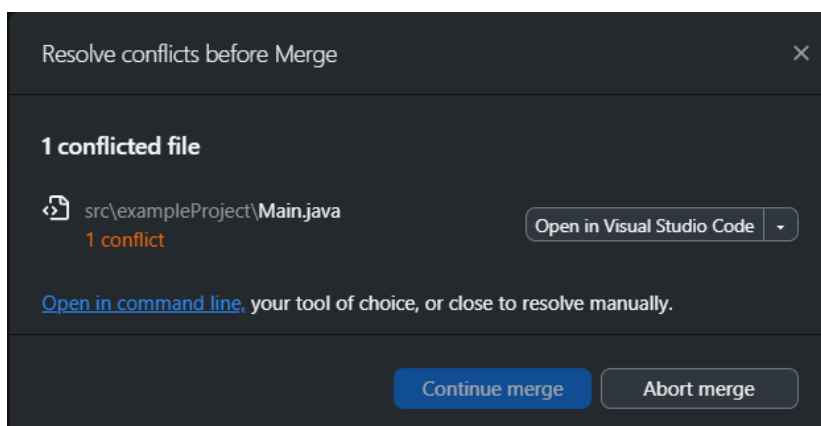 Resolve conflicts before Merge
1 conflicted file
src\exampleProject\Main.java
Open in Visual Studio Code
1 conflict
Open in command line, your tool of choice, or close to resolve manually.
Continue merge
Abort merge